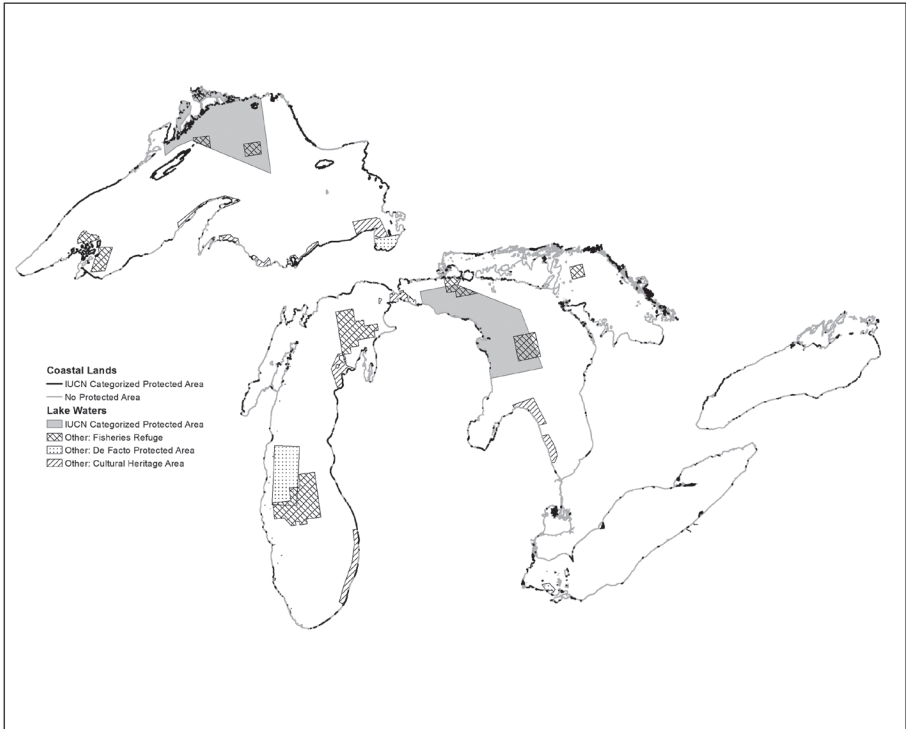 Coastal Lands
IUCN Categorized Protected Area
No Protected Area
Lake Waters
IUCN Categorized Protected Area
Other: Fisheries Refuge
Other: De Facto Protected Area
Other: Cultural Heritage Area